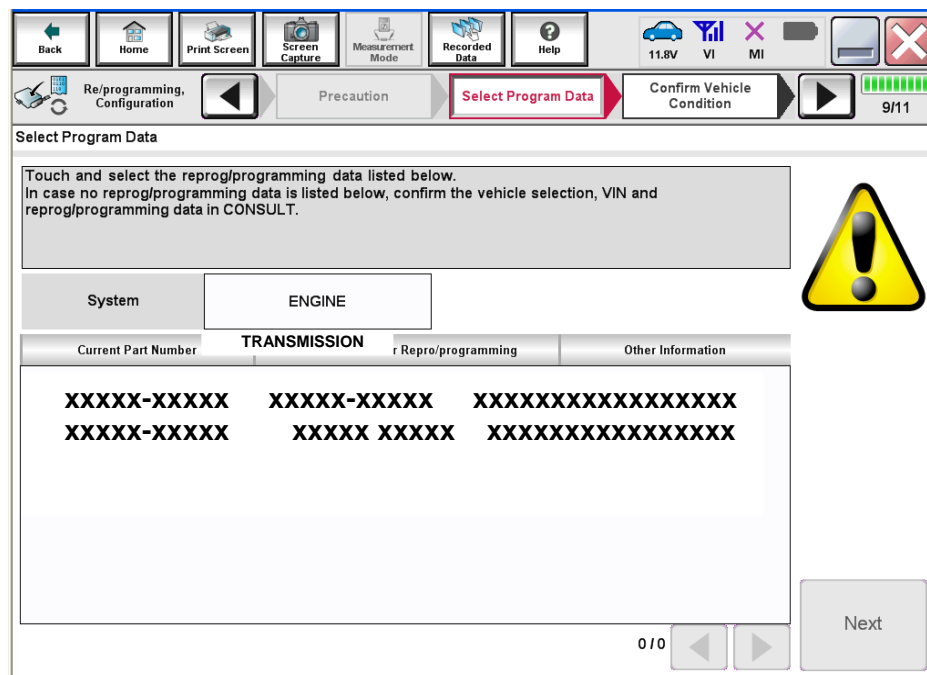 Back
Home
Print Screen
Screen Capture
Measurement Mode
Recorded Data
Help
11.8V
VI
MI
Re/programming, Configuration
Precaution
Select Program Data
Confirm Vehicle Condition
9/11
Select Program Data
Touch and select the reprog/programming data listed below.
In case no reprog/programming data is listed below, confirm the vehicle selection, VIN and
reprog/programming data in CONSULT.
System
ENGINE
TRANSMISSION
Current Part Number
r Repro/programming
Other Information
XXXXX-XXXXX XXXXX-XXXXX XXXXXXXXXXXXXXXXX
XXXXX-XXXXX XXXXX XXXXX XXXXXXXXXXXXXXXX
Next
0/0